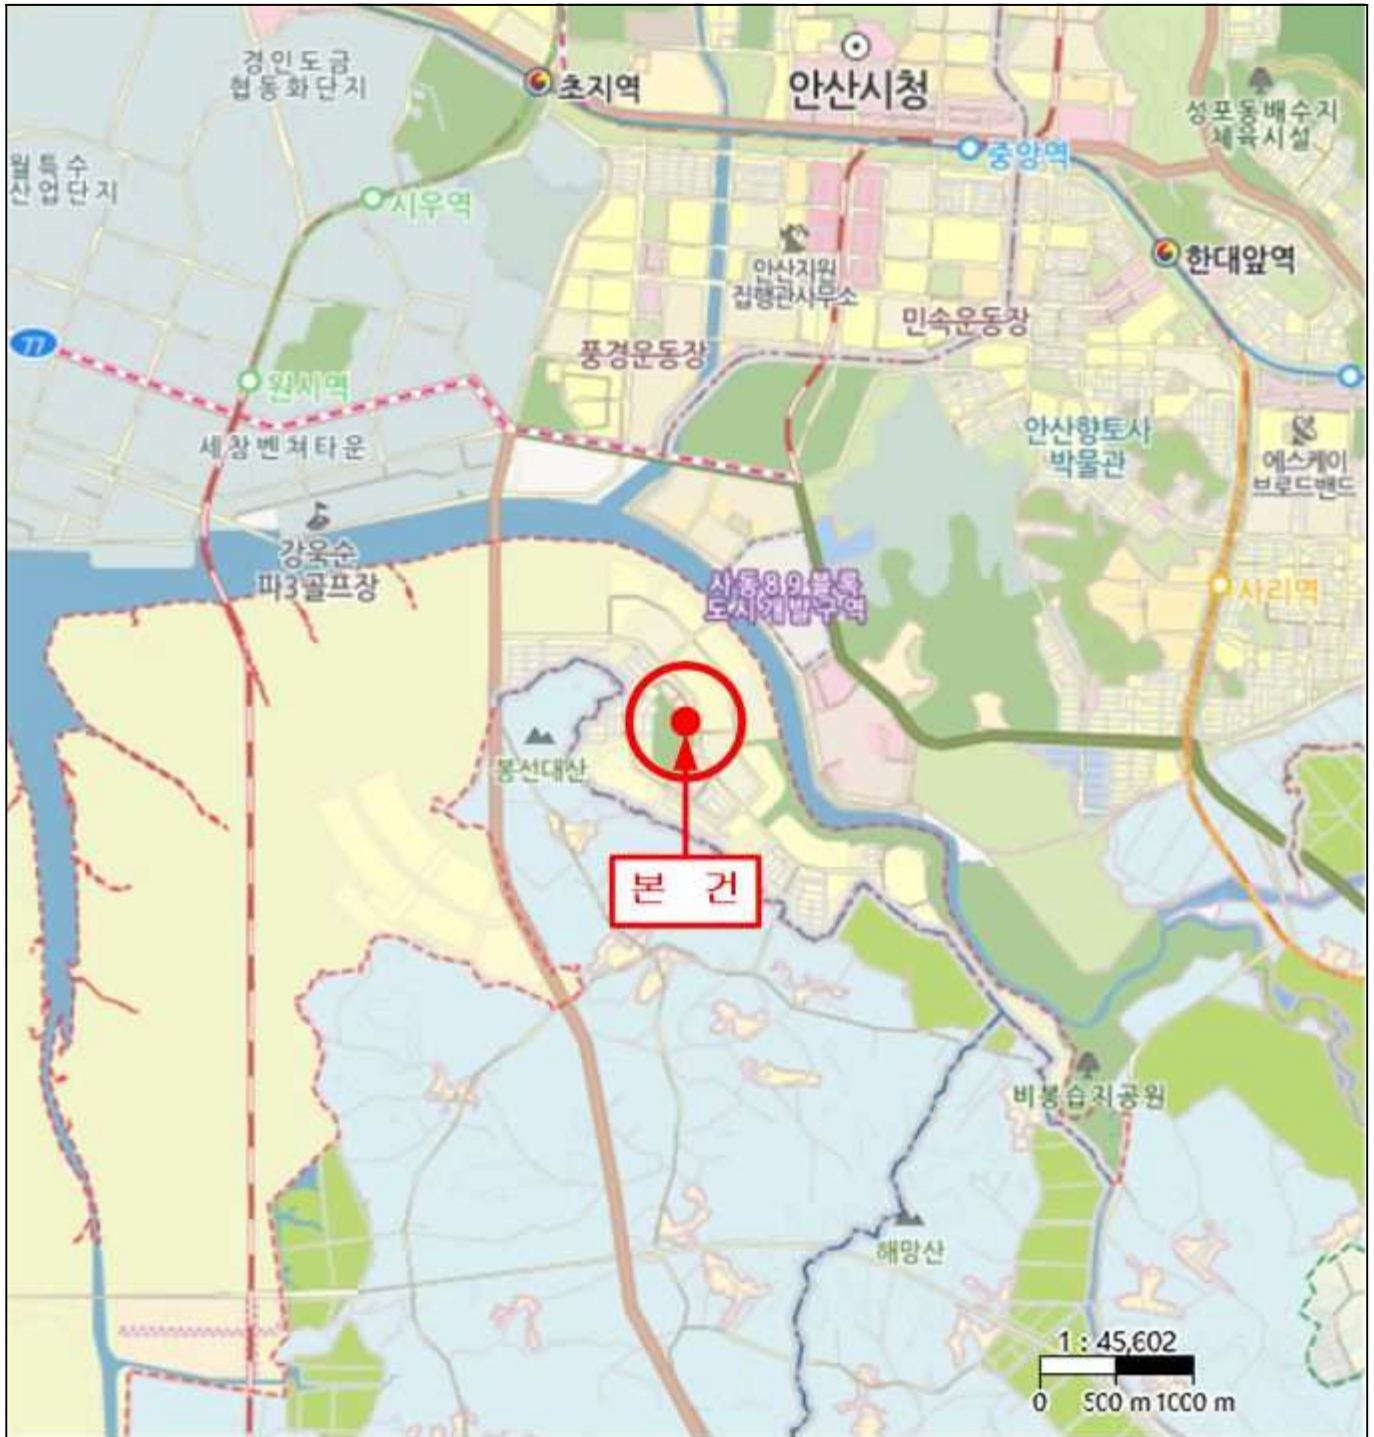 경인도금
협동화단지
초지역
안산시청
성포동배수지
체육시설
중앙역
월특수
산업단지
시우역
안산지원
집행관사무소
한대앞역
민속운동장
풍경운동장
77
원시역
세창벤쳐타운
안산향토사
박물관
에스케이
브로드밴드
강욱순
파3골프장
사동89블록
도시개발구역
사리역
봉선대산
본 건
비봉습지공원
해망산
1 : 45,602
0 500 m 1000 m